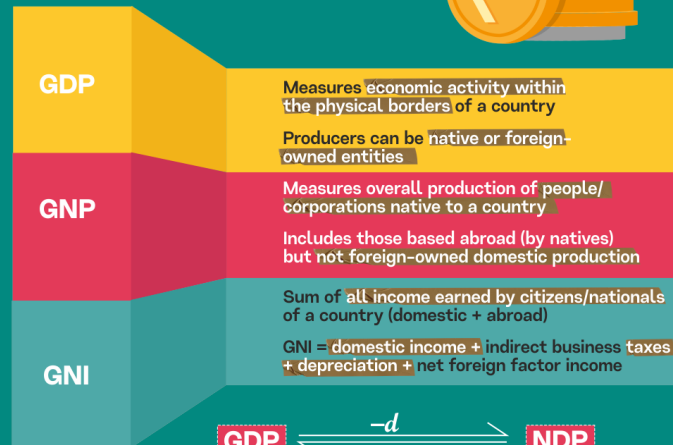 GDP
Measures economic activity within
the physical borders of a country
Producers can be native or foreign-
owned entities
GNP
Measures overall production of people/
corporations native to a country
Includes those based abroad (by natives)
but not foreign-owned domestic production
GNI
Sum of all income earned by citizens/nationals
of a country (domestic + abroad)
GNI = domestic income + indirect business taxes
+ depreciation + net foreign factor income
-d
GDP
NDP